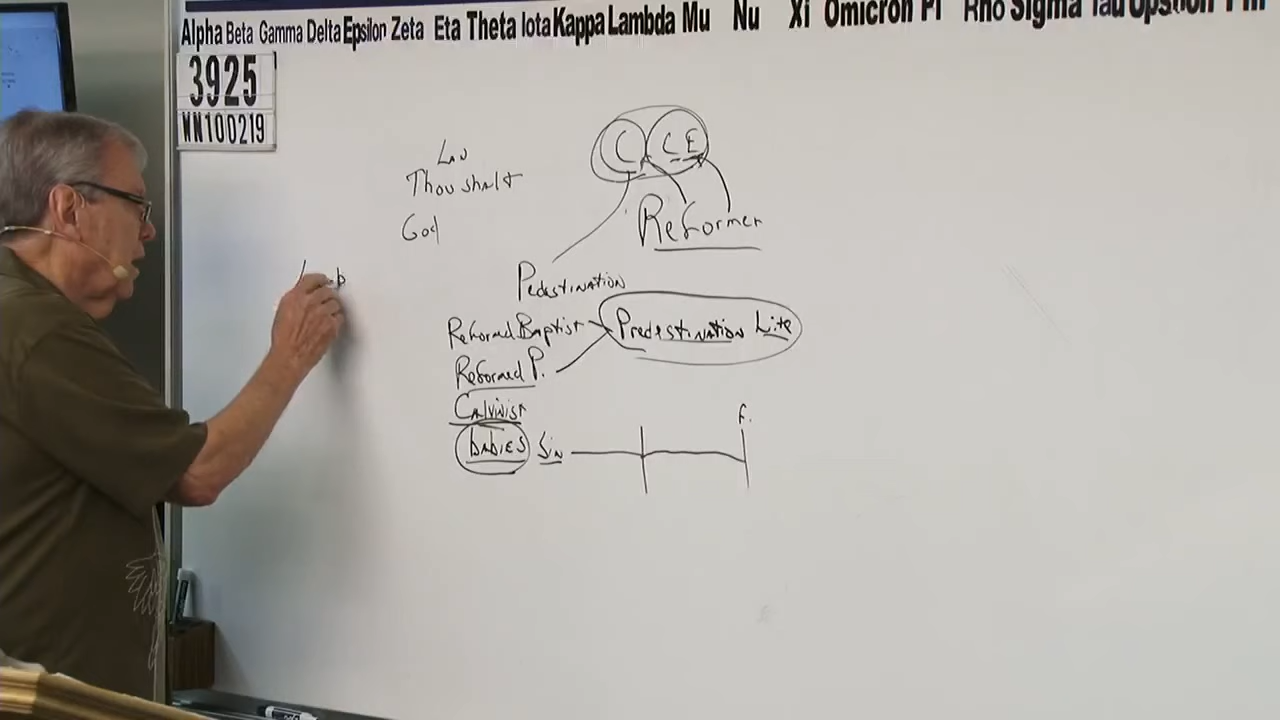 Alpha Beta Gamma Delta Epsilon Zeta Eta Theta Iota Kappa Lambda Mu Nu Xi Omicron Pi Rho Sigma Tau Upsilon Phi
3925
WN100219
C C E
Law
Thou shalt
God
Reformer
Pedestination
Reformed Baptist Predestination Lite
Reformed P.
Calvinist
F.
BABIES Sin